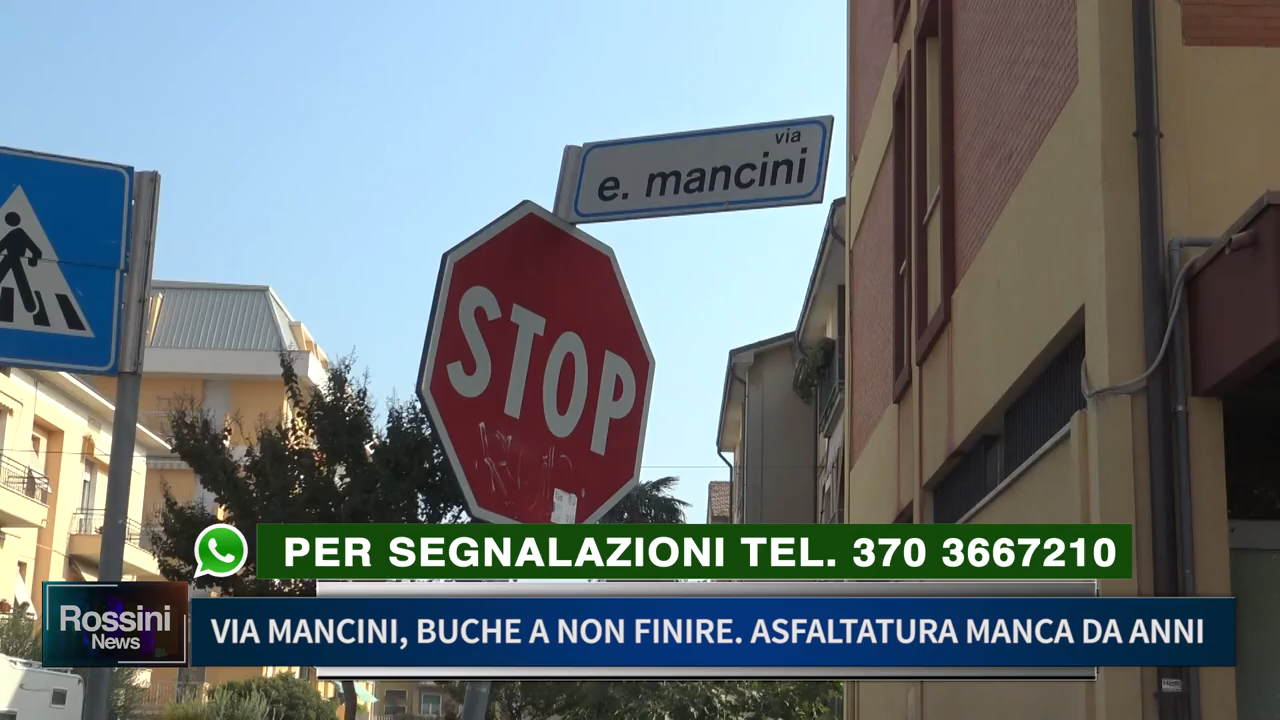 via
e. mancini
STOP
PER SEGNALAZIONI TEL. 370 3667210
Rossini
News
VIA MANCINI, BUCHE A NON FINIRE. ASFALTATURA MANCA DA ANNI